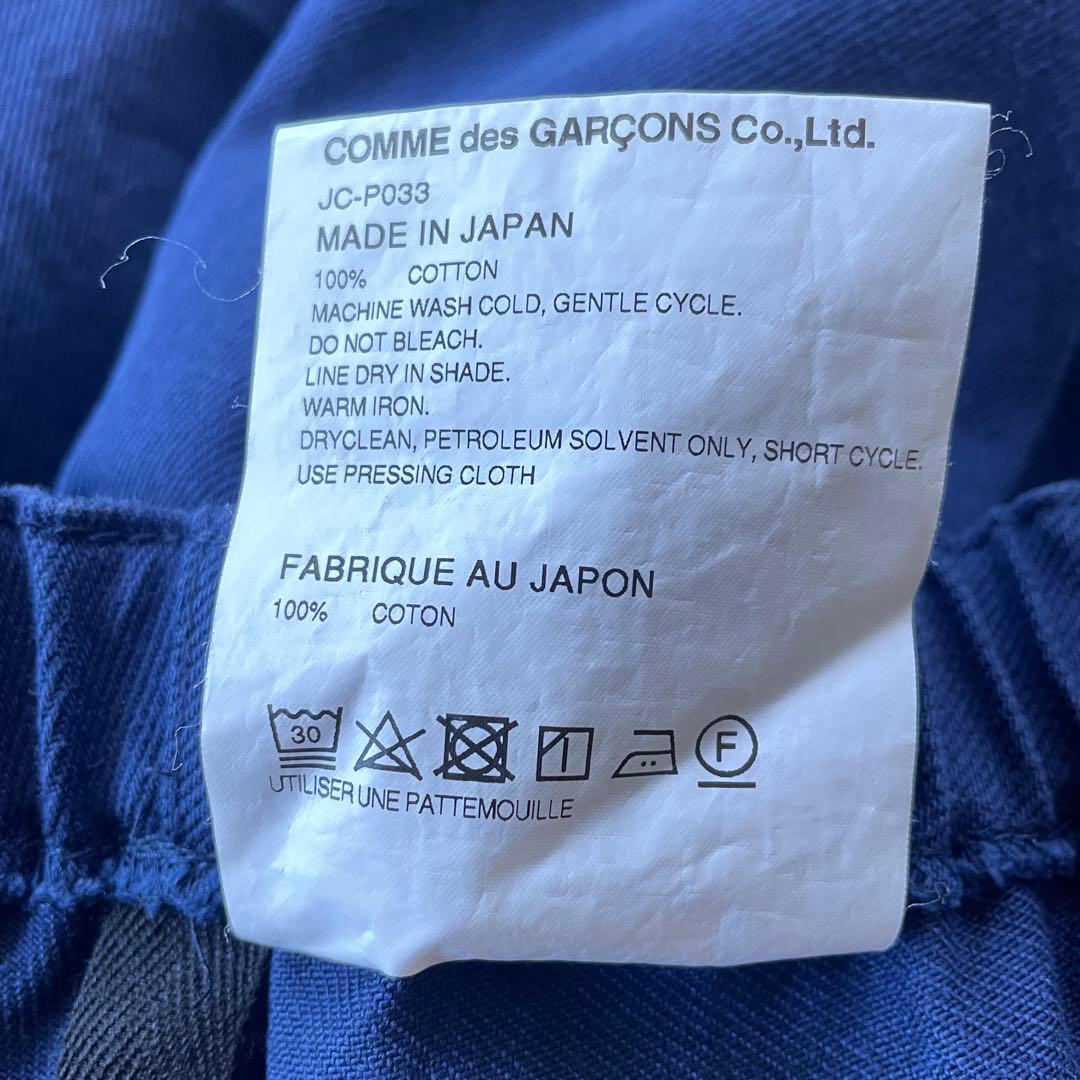 COMME des GARÇONS Co.,Ltd.
JC-P033
MADE IN JAPAN
100% COTTON
MACHINE WASH COLD, GENTLE CYCLE.
DO NOT BLEACH.
LINE DRY IN SHADE.
WARM IRON.
DRYCLEAN, PETROLEUM SOLVENT ONLY, SHORT CYCLE.
USE PRESSING CLOTH
FABRIQUE AU JAPON
100% COTON
30 F
UTILISER UNE PATTEMOUILLE